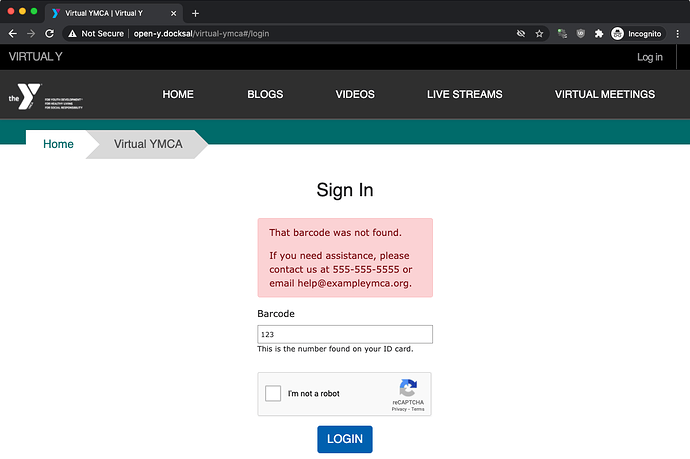 Virtual YMCA | Virtual Y
Not Secure | open-y.docksal/virtual-ymca#/login
Incognito
VIRTUAL Y
Log in
the Y
FOR YOUTH DEVELOPMENT®
FOR HEALTHY LIVING
FOR SOCIAL RESPONSIBILITY
HOME
BLOGS
VIDEOS
LIVE STREAMS
VIRTUAL MEETINGS
Home
Virtual YMCA
Sign In
That barcode was not found.
If you need assistance, please
contact us at 555-555-5555 or
email help@exampleymca.org.
Barcode
123
This is the number found on your ID card.
I'm not a robot
reCAPTCHA
Privacy - Terms
LOGIN